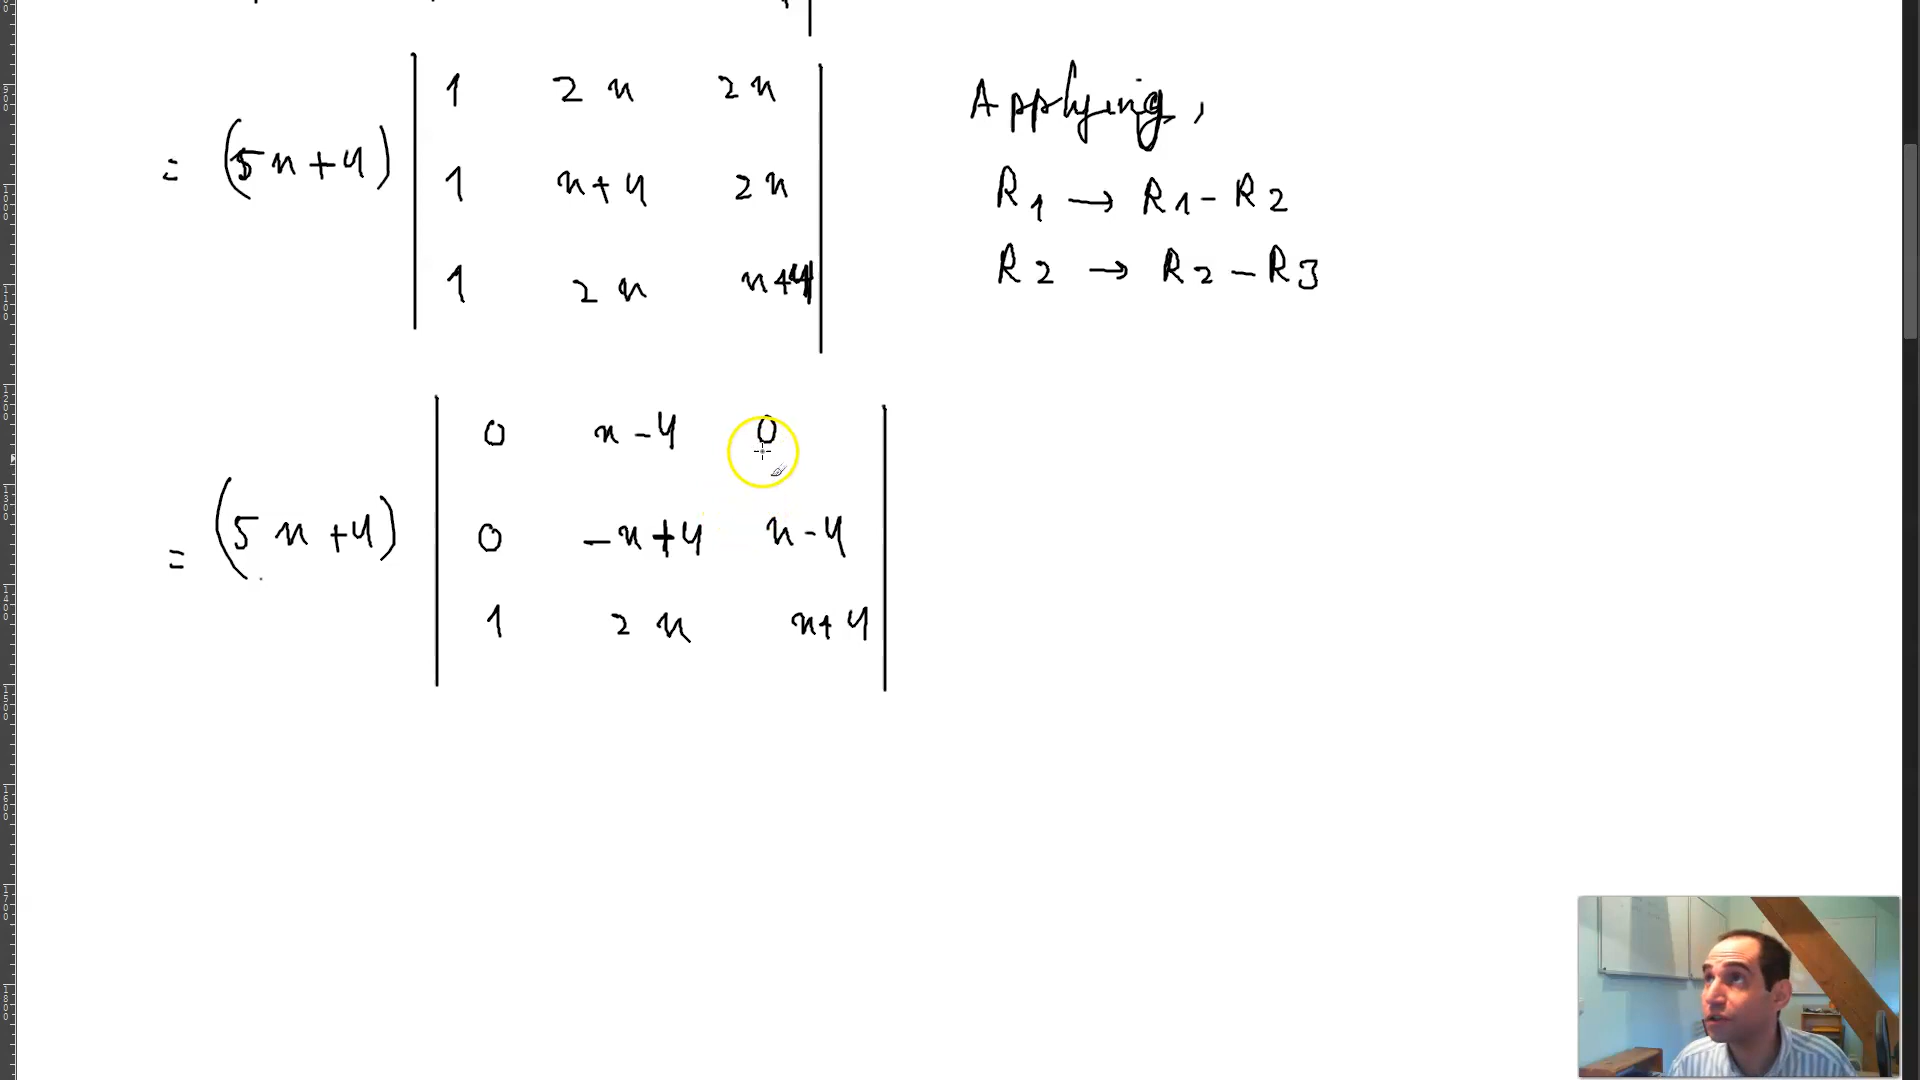 1 2x 2x
= (5x+4) 1 x+4 2x
1 2x x+4
Applying,
R1 → R1-R2
R2 → R2-R3
0 x-4 0
= (5x+4) 0 -x+4 x-4
1 2x x+4